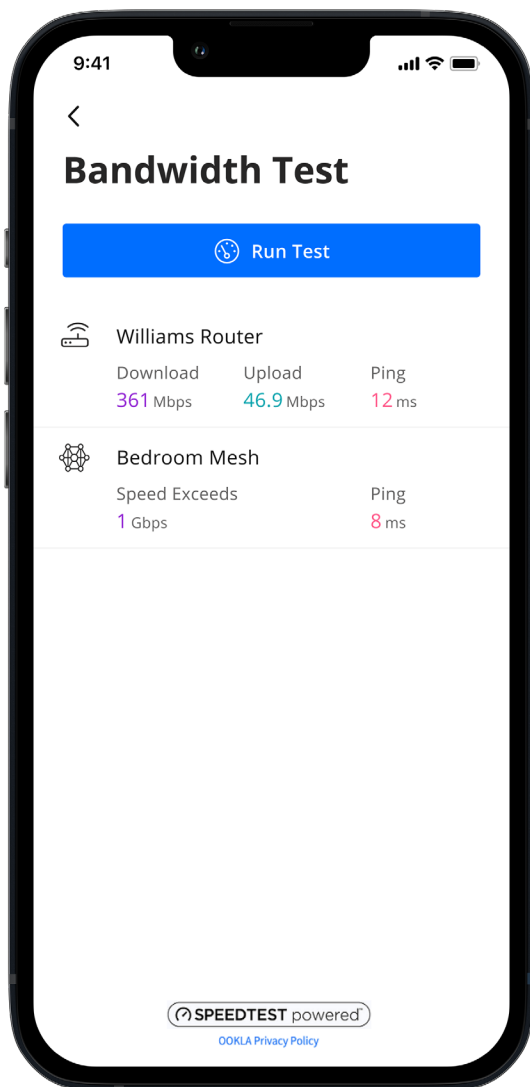 9:41
Bandwidth Test
Run Test
Williams Router
Download Upload Ping
361 Mbps 46.9 Mbps 12 ms
Bedroom Mesh
Speed Exceeds Ping
1 Gbps 8 ms
SPEEDTEST powered™
OOKLA Privacy Policy